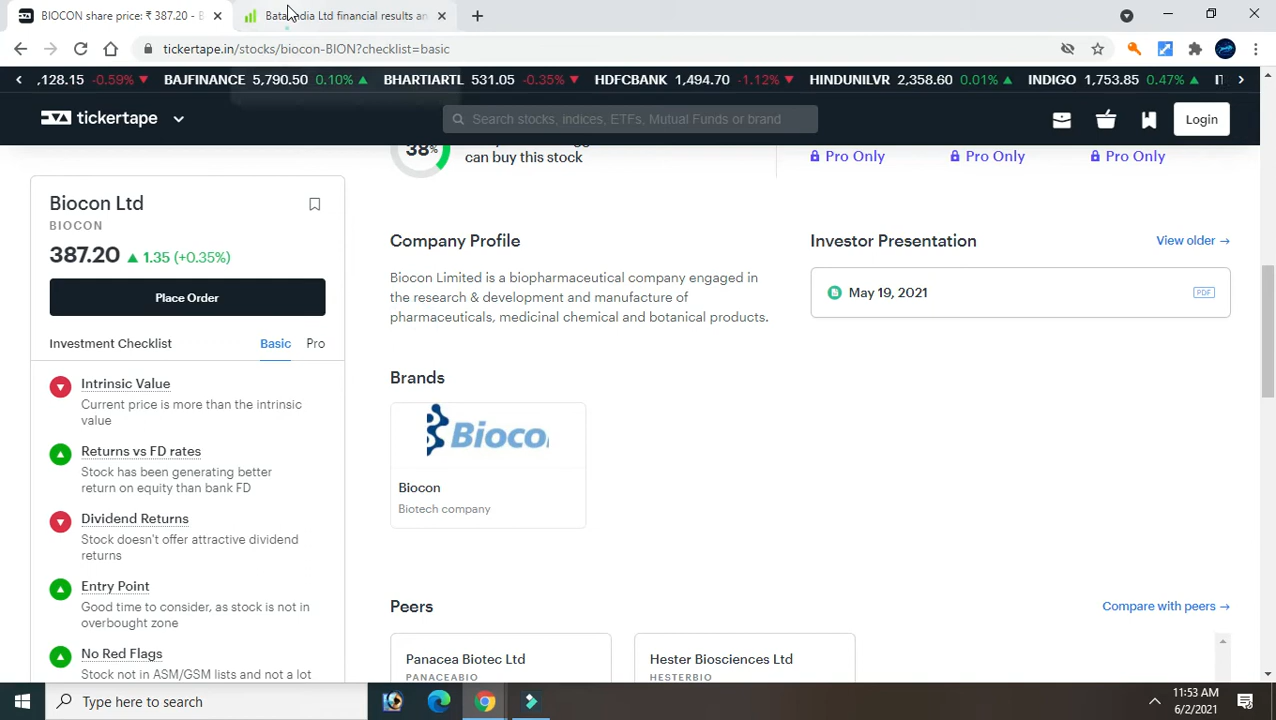 BIOCON share price: ₹ 387.20 - B
Bata India Ltd financial results an
tickertape.in/stocks/biocon-BION?checklist=basic
,128.15 -0.59% BAJFINANCE 5,790.50 0.10% BHARTIARTL 531.05 -0.35% HDFCBANK 1,494.70 -1.12% HINDUNILVR 2,358.60 0.01% INDIGO 1,753.85 0.47%
tickertape
Search stocks, indices, ETFs, Mutual Funds or brand
Login
38%
can buy this stock
Pro Only
Pro Only
Pro Only
Biocon Ltd
BIOCON
387.20 1.35 (+0.35%)
Place Order
Investment Checklist
Basic
Pro
Intrinsic Value
Current price is more than the intrinsic
value
Returns vs FD rates
Stock has been generating better
return on equity than bank FD
Dividend Returns
Stock doesn't offer attractive dividend
returns
Entry Point
Good time to consider, as stock is not in
overbought zone
No Red Flags
Stock not in ASM/GSM lists and not a lot
Company Profile
Biocon Limited is a biopharmaceutical company engaged in
the research & development and manufacture of
pharmaceuticals, medicinal chemical and botanical products.
Investor Presentation
View older →
May 19, 2021
PDF
Brands
Biocon
Biocon
Biotech company
Peers
Compare with peers →
Panacea Biotec Ltd
PANACEABIO
Hester Biosciences Ltd
HESTERBIO
Type here to search
11:53 AM
6/2/2021